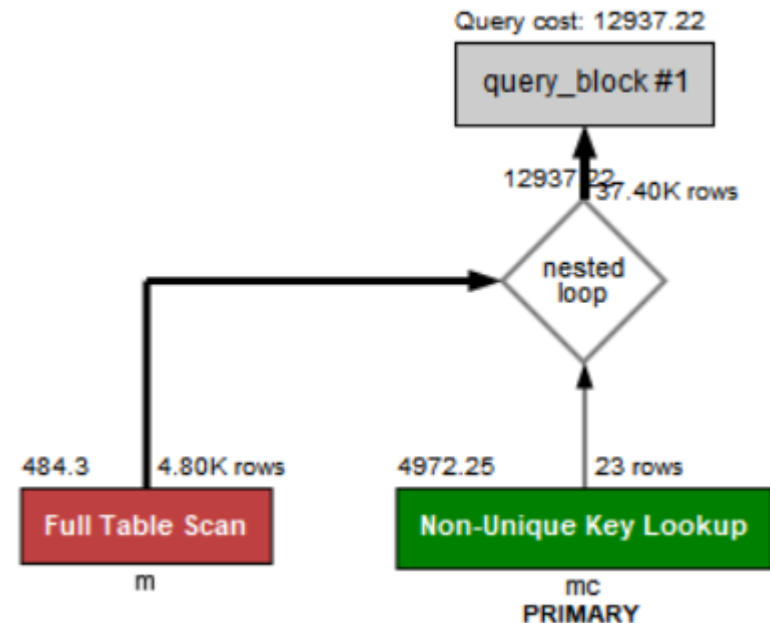 Query cost: 12937.22
query_block #1
12937.22
37.40K rows
nested
loop
484.3
4.80K rows
4972.25
23 rows
Full Table Scan
Non-Unique Key Lookup
m
mc
PRIMARY